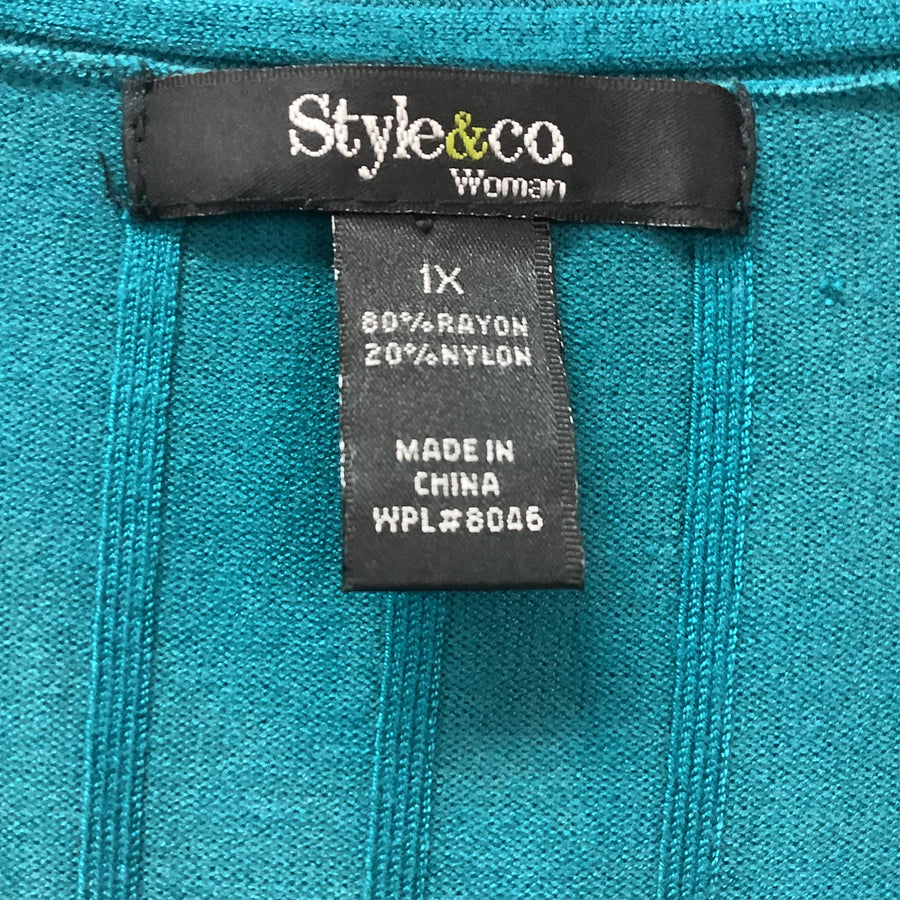 Style&co.
Woman
1X
80%RAYON
20%NYLON
MADE IN
CHINA
WPL#8046